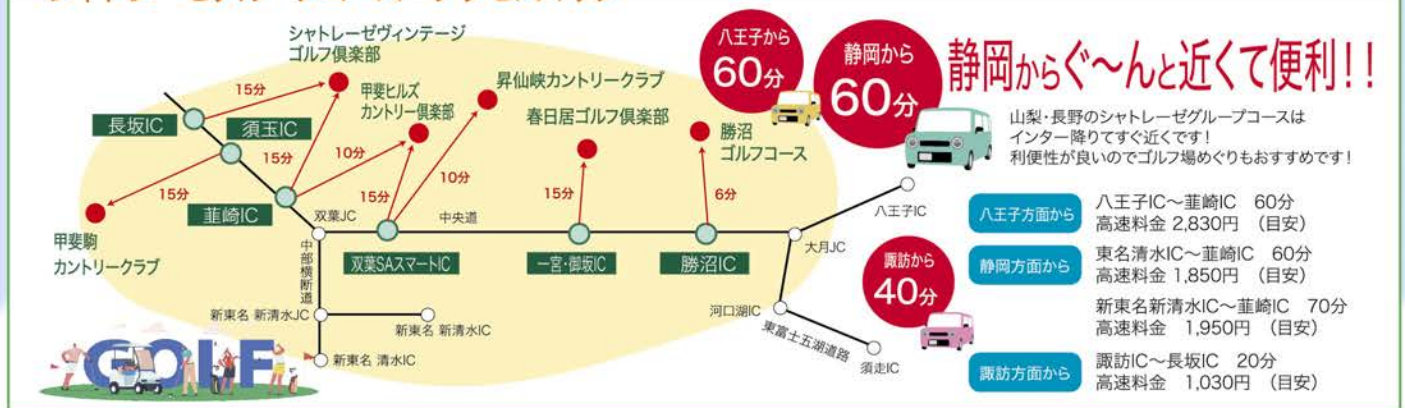 八王子から
60分
静岡から
60分
静岡からぐ～んと近くて便利!!
山梨・長野のシャトレーゼグループコースは
インター降りてすぐ近くです!
利便性が良いのでゴルフ場めぐりもおすすめです!
シャトレーゼヴィンテージ
ゴルフ倶楽部
甲斐ヒルズ
カントリー倶楽部
昇仙峡カントリークラブ
春日居ゴルフ倶楽部
勝沼
ゴルフコース
15分
長坂IC
須玉IC
15分
10分
15分
10分
15分
6分
15分
韮崎IC
双葉JC
中央道
八王子IC
甲斐駒
カントリークラブ
中部横断道
双葉SAスマートIC
一宮・御坂IC
勝沼IC
大月JC
諏訪から
40分
新東名 新清水JC
新東名 新清水IC
新東名 清水IC
河口湖IC
東富士五湖道路
須走IC
GOLF
八王子方面から
八王子IC～韮崎IC 60分
高速料金 2,830円 （目安）
静岡方面から
東名清水IC～韮崎IC 60分
高速料金 1,850円 （目安）
新東名新清水IC～韮崎IC 70分
高速料金 1,950円 （目安）
諏訪方面から
諏訪IC～長坂IC 20分
高速料金 1,030円 （目安）